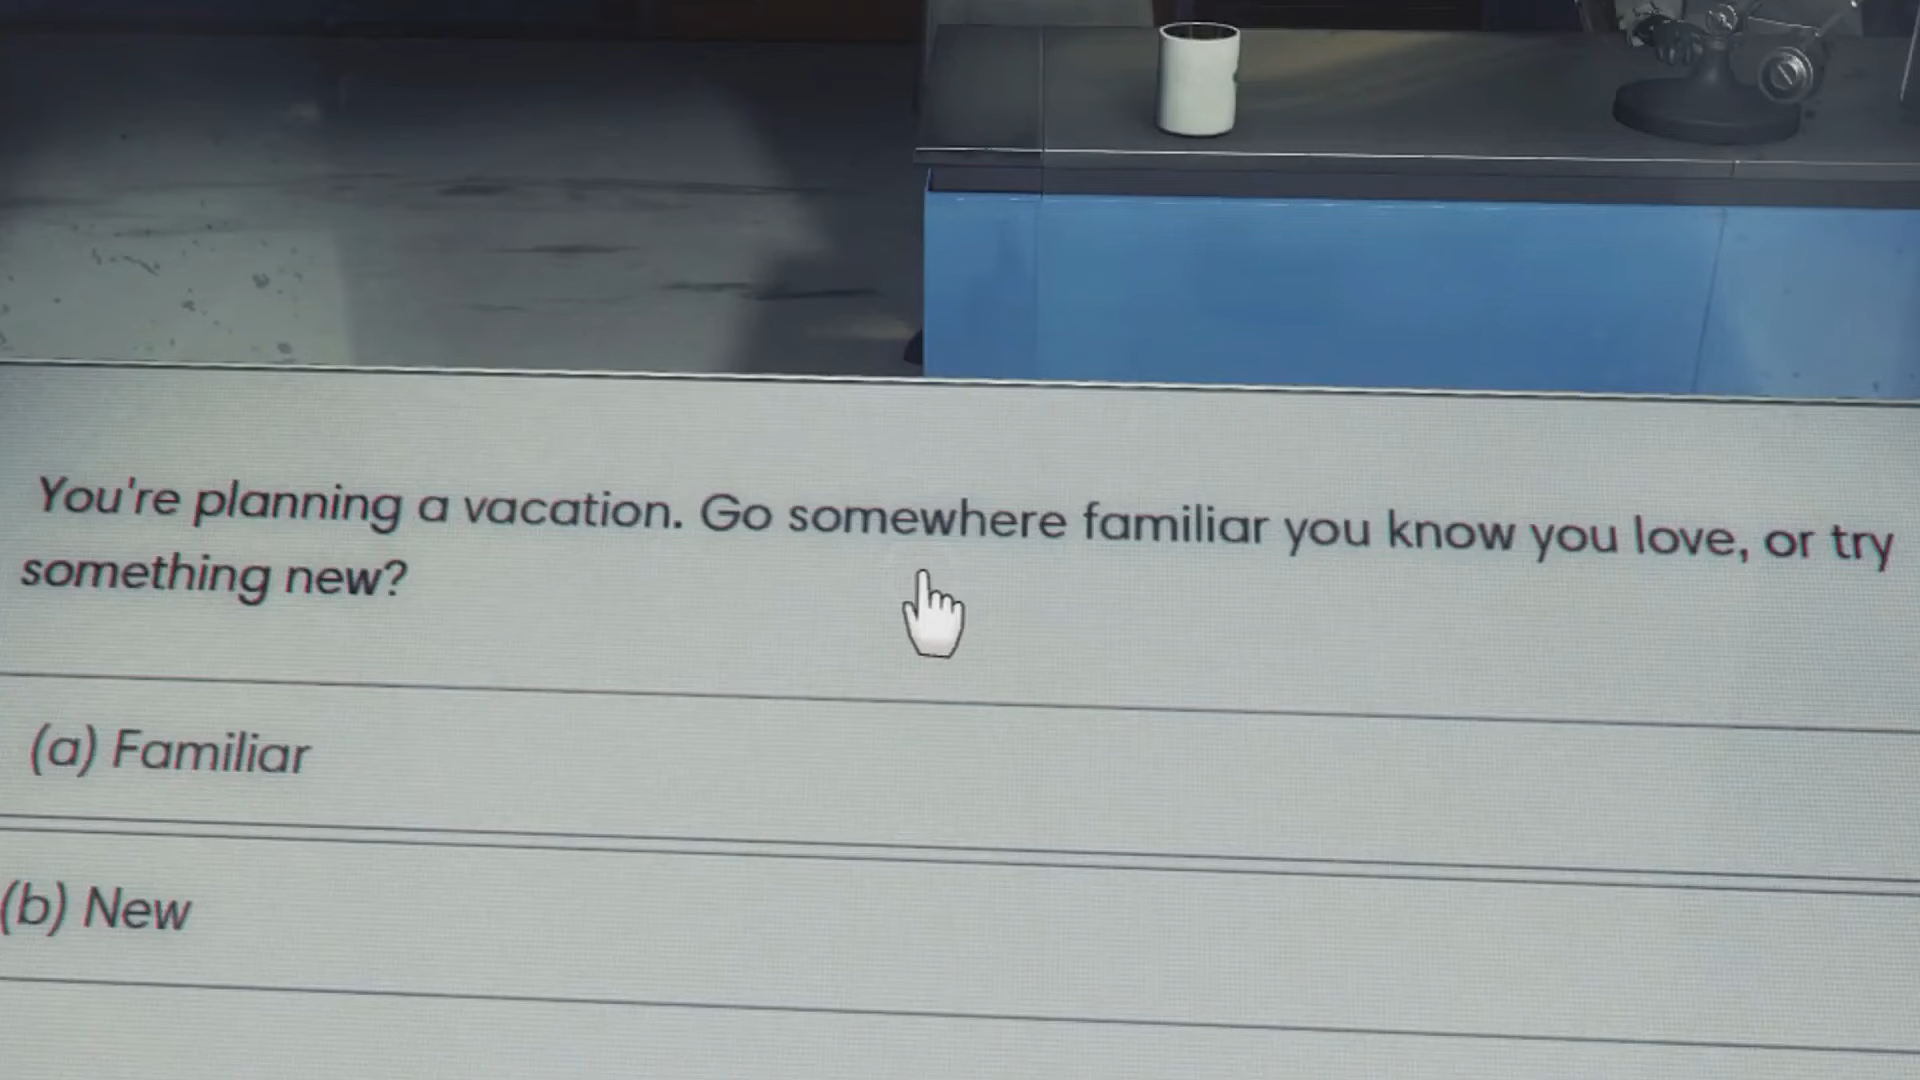 You're planning a vacation. Go somewhere familiar you know you love, or try
something new?
(a) Familiar
(b) New